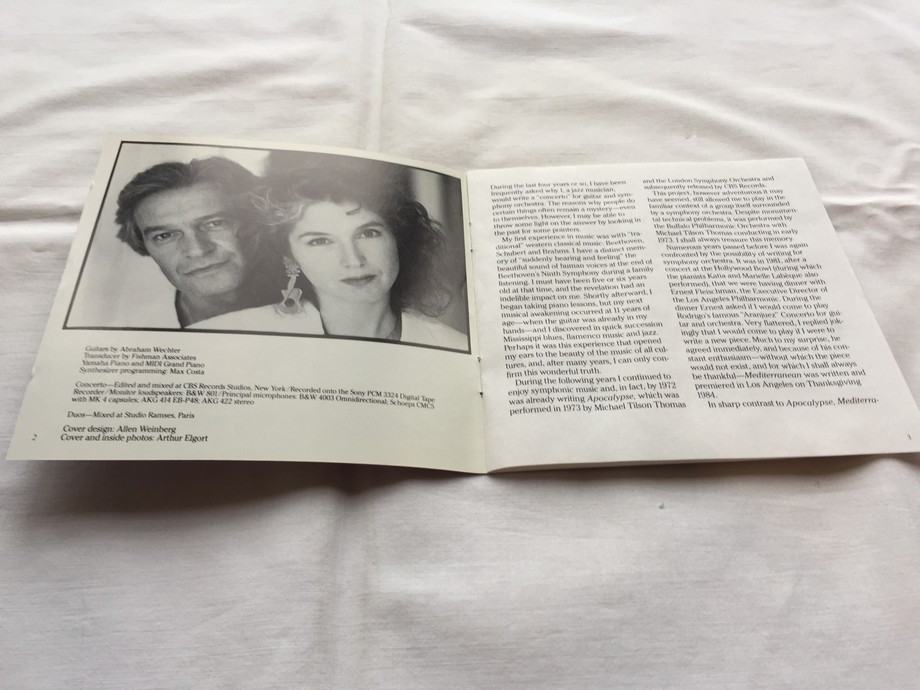 Guitars by Abraham Wechter
Transducer by Fishman Associates
Yamaha Piano and MIDI Grand Piano
Synthesizer programming: Max Costa
Concerto—Edited and mixed at CBS Records Studios, New York/Recorded onto the Sony PCM 3324 Digital Tape
Recorder/Monitor loudspeakers: B&W 801/Principal microphones: B&W 4003 Omnidirectional; Schoeps CMC5
with MK 4 capsules; AKG 414 EB-P48; AKG 422 stereo
Duos—Mixed at Studio Ramses, Paris
Cover design: Allen Weinberg
Cover and inside photos: Arthur Elgort
2
During the last four years or so, I have been
frequently asked why I, a jazz musician,
would write a "concerto" for guitar and sym-
phony orchestra. The reasons why people do
certain things often remain a mystery—even
to themselves. However, I may be able to
throw some light on the answer by looking in
the past for some pointers.
My first experience in music was with "tra-
ditional" western classical music. Beethoven,
Schubert and Brahms. I have a distinct mem-
ory of "suddenly hearing and feeling" the
beautiful sound of human voices at the end of
Beethoven's Ninth Symphony during a family
listening. I must have been five or six years
old at that time, and the revelation had an
indelible impact on me. Shortly afterward, I
began taking piano lessons, but my next
musical awakening occurred at 11 years of
age—when the guitar was already in my
hands—and I discovered in quick succession
Mississippi blues, flamenco music and jazz.
Perhaps it was this experience that opened
my ears to the beauty of the music of all cul-
tures, and, after many years, I can only con-
firm this wonderful truth.
During the following years I continued to
enjoy symphonic music and, in fact, by 1972
was already writing Apocalypse, which was
performed in 1973 by Michael Tilson Thomas
and the London Symphony Orchestra and
subsequently released by CBS Records.
This project, however adventurous it may
have seemed, still allowed me to play in the
familiar context of a group itself surrounded
by a symphony orchestra. Despite monumen-
tal technical problems, it was performed by
the Buffalo Philharmonic Orchestra with
Michael Tilson Thomas conducting in early
1973. I shall always treasure this memory.
Numerous years passed before I was again
confronted by the possibility of writing for
symphony orchestra. It was in 1981, after a
concert at the Hollywood Bowl (during which
the pianists Katia and Marielle Labèque also
performed), that we were having dinner with
Ernest Fleischman, the Executive Director of
the Los Angeles Philharmonic. During the
dinner Ernest asked if I would come to play
Rodrigo's famous "Aranjuez" Concerto for gui-
tar and orchestra. Very flattered, I replied jok-
ingly that I would come to play if I were to
write a new piece. Much to my surprise, he
agreed immediately, and because of his con-
stant enthusiasm—without which the piece
would not exist, and for which I shall always
be thankful—Mediterranean was written and
premiered in Los Angeles on Thanksgiving
1984.
In sharp contrast to Apocalypse, Mediterra-